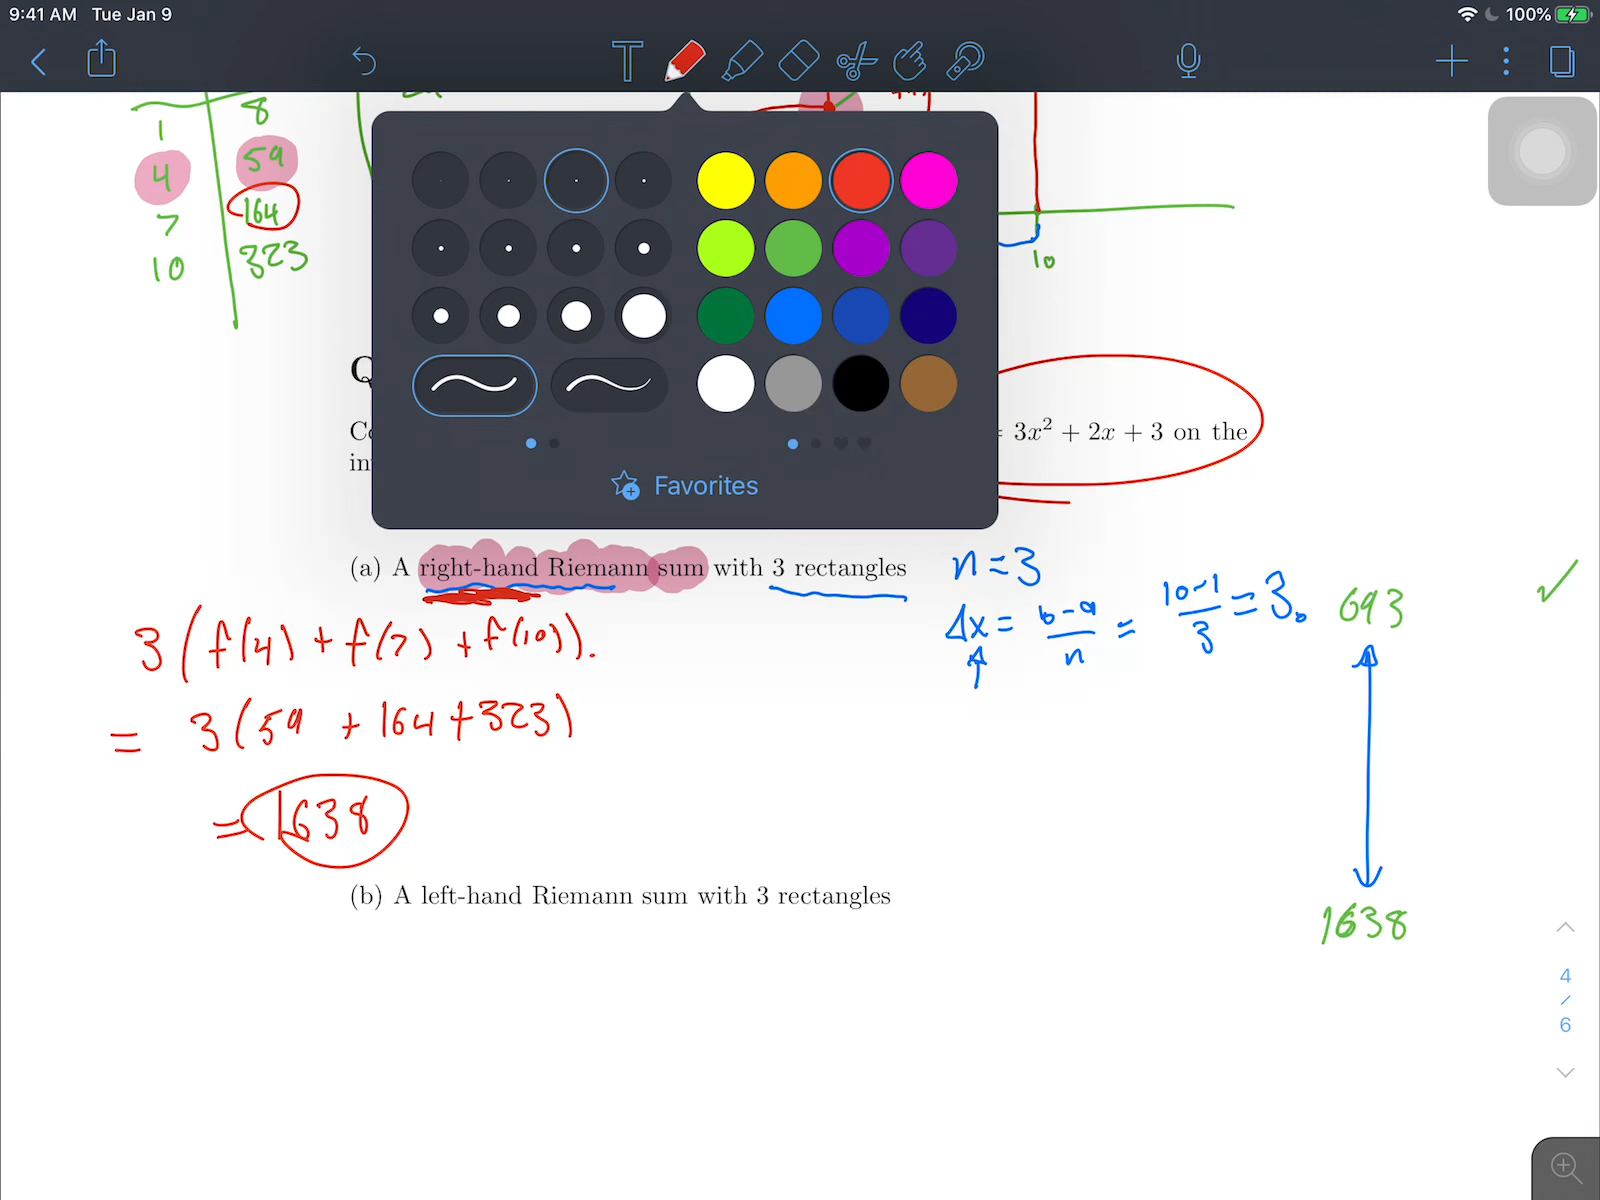 9:41 AM Tue Jan 9 100%
T
1 8
4 59
7 164
10 323
10
Q
= 3x² + 2x + 3 on the
in
Favorites
(a) A right-hand Riemann sum with 3 rectangles
n = 3
Δx = b-a/n = 10-1/3 = 3.
693
3(f(4) + f(7) + f(10)).
= 3(59 + 164 + 323)
= 1638
(b) A left-hand Riemann sum with 3 rectangles
1638
4
/
6